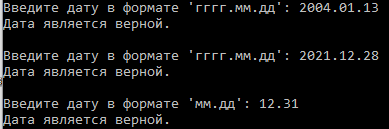 Введите дату в формате 'гггг.мм.дд': 2004.01.13
Дата является верной.
Введите дату в формате 'гггг.мм.дд': 2021.12.28
Дата является верной.
Введите дату в формате 'мм.дд': 12.31
Дата является верной.